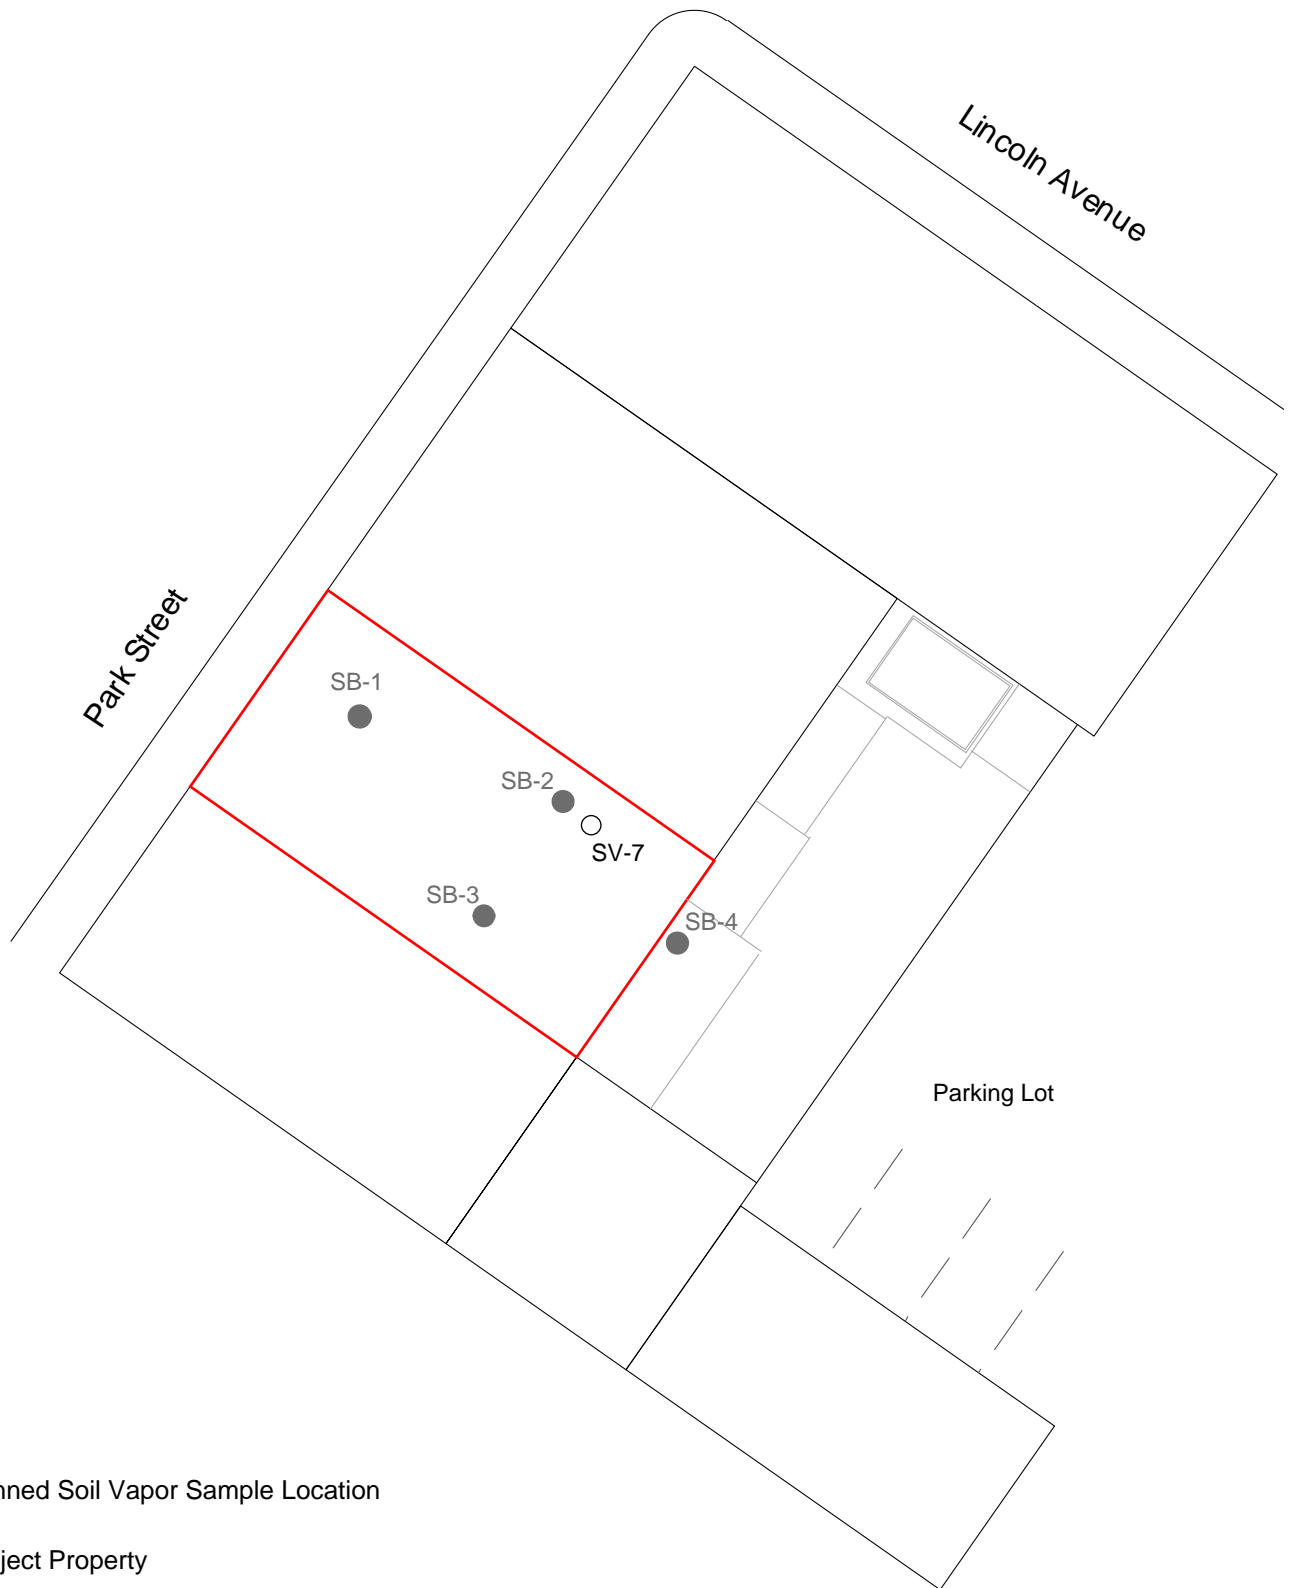 Lincoln Avenue
Park Street
SB-1
SB-2
SV-7
SB-3
SB-4
Parking Lot
nned Soil Vapor Sample Location
ject Property